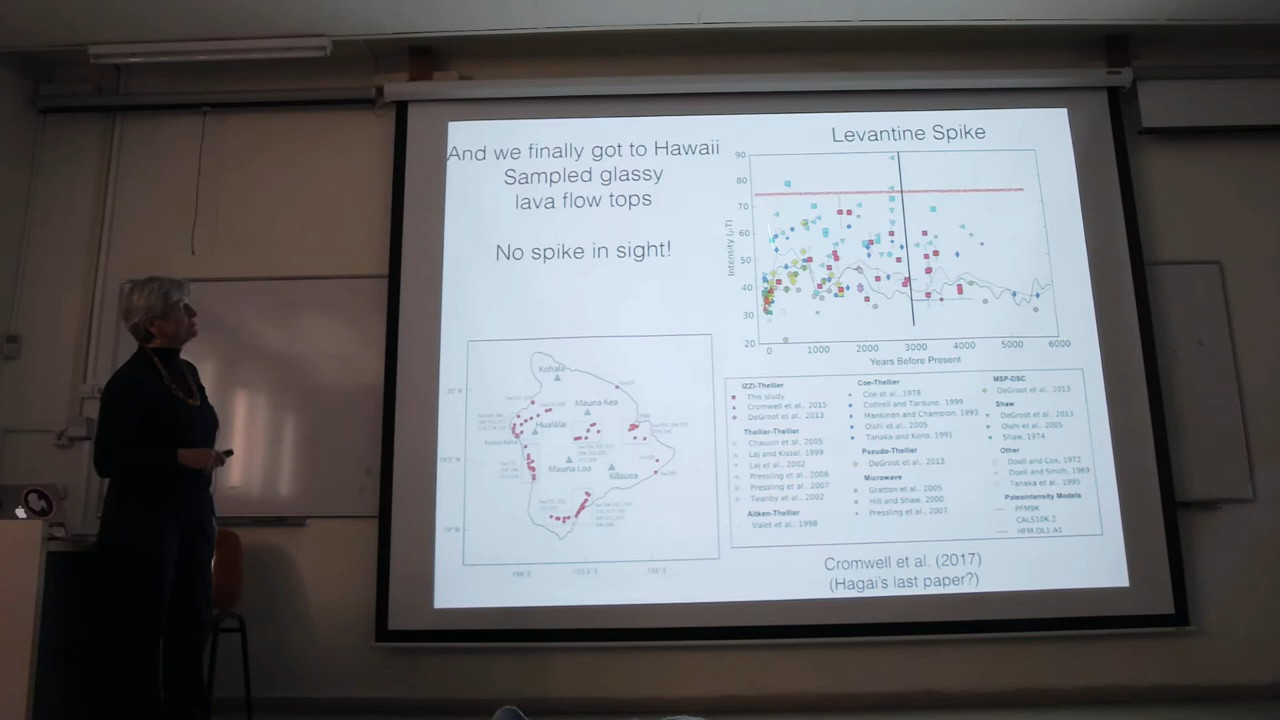 And we finally got to Hawaii
Sampled glassy
lava flow tops
No spike in sight!
Levantine Spike
90
80
70
60
50
40
30
20
Intensity (μT)
0
1000
2000
3000
4000
5000
6000
Years Before Present
Kohala
Mauna Kea
Hualalai
Mauna Loa
Kilauea
IZZI-Thellier
This study
Cromwell et al., 2015
DeGroot et al., 2013
Thellier-Thellier
Chauvin et al., 2005
Laj and Kissel, 1999
Laj et al., 2002
Pressling et al., 2006
Pressling et al., 2007
Teanby et al., 2002
Aitken-Thellier
Valet et al., 1998
Coe-Thellier
Coe et al., 1978
Cottrell and Tarduno, 1999
Mankinen and Champion, 1993
Oishi et al., 2005
Tanaka and Kono, 1991
Pseudo-Thellier
DeGroot et al., 2013
Microwave
Gratton et al., 2005
Hill and Shaw, 2000
Pressling et al., 2007
MSP-DSC
DeGroot et al., 2013
Shaw
DeGroot et al., 2013
Oishi et al., 2005
Shaw, 1974
Other
Doell and Cox, 1972
Doell and Smith, 1969
Tanaka et al., 1995
Paleointensity Models
PFM9K
CALS10K.2
HFM.OL1.A1
Cromwell et al. (2017)
(Hagai's last paper?)